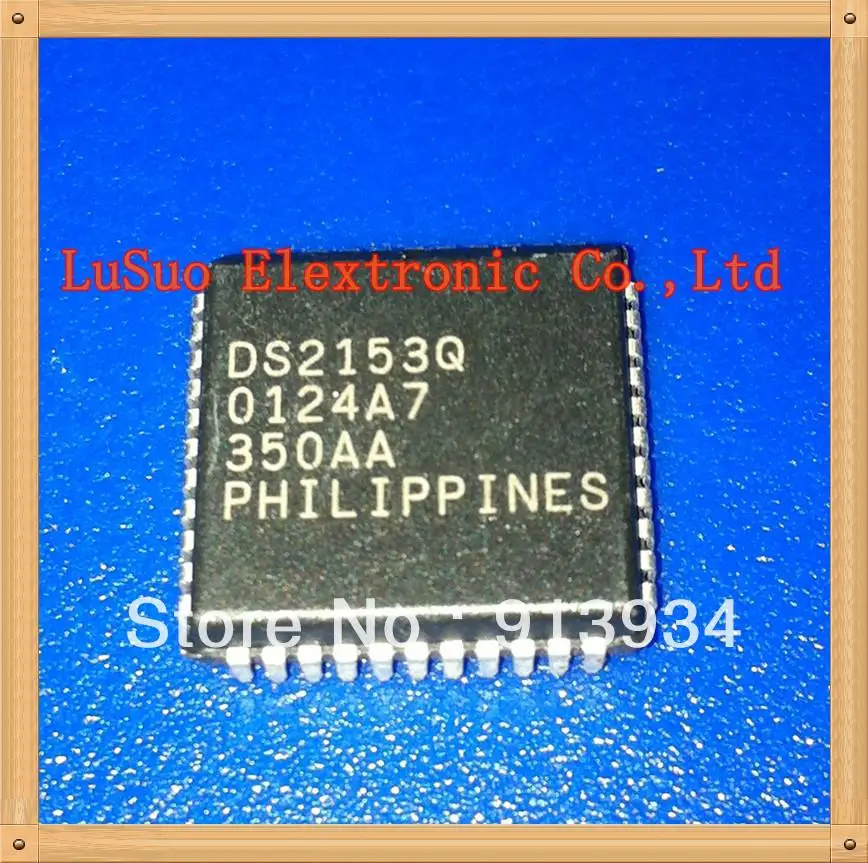 LuSuo Elextronic Co.,Ltd
DS2153Q
0124A7
350AA
PHILIPPINES
Store No : 913934